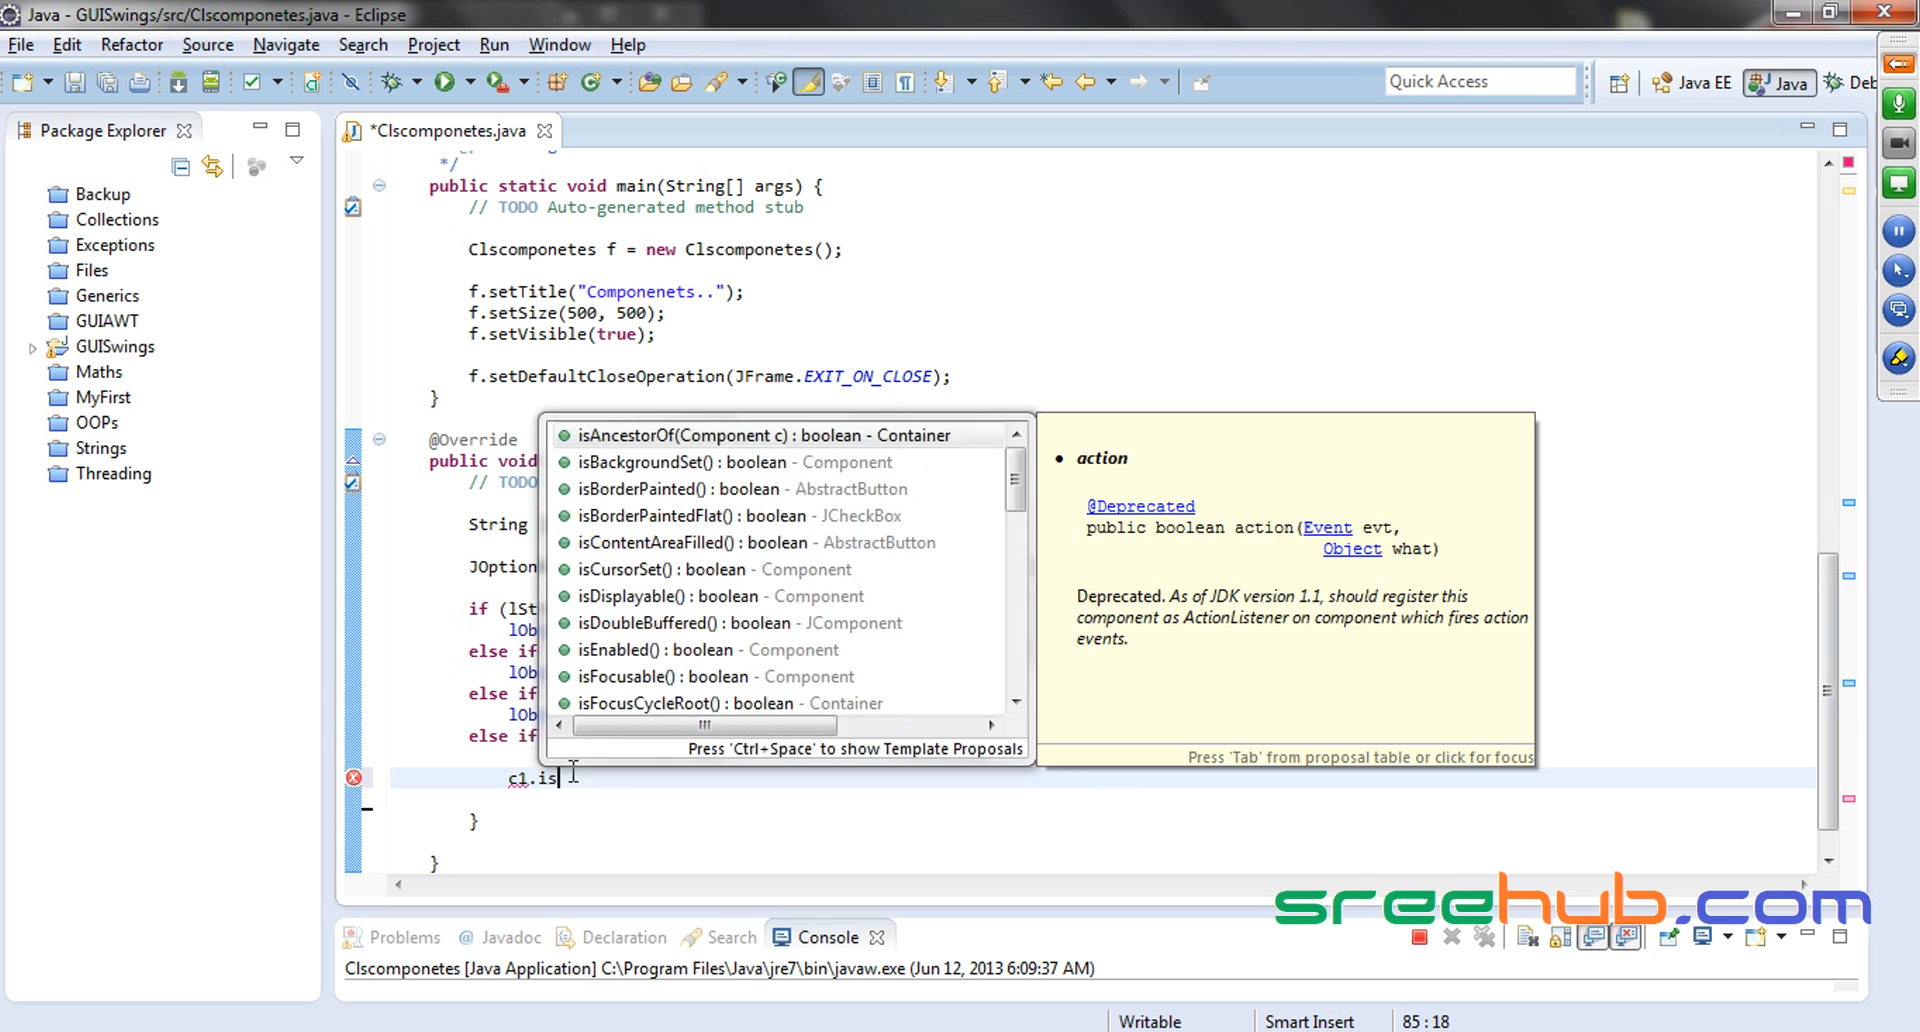 Java - GUISwings/src/Clscomponetes.java - Eclipse
File Edit Refactor Source Navigate Search Project Run Window Help
Quick Access
Java EE
Java
Deb
Package Explorer
Backup
Collections
Exceptions
Files
Generics
GUIAWT
GUISwings
Maths
MyFirst
OOPs
Strings
Threading
*Clscomponetes.java
*/
public static void main(String[] args) {
// TODO Auto-generated method stub
Clscomponetes f = new Clscomponetes();
f.setTitle("Componenets..");
f.setSize(500, 500);
f.setVisible(true);
f.setDefaultCloseOperation(JFrame.EXIT_ON_CLOSE);
}
@Override
public void
// TODO
String
JOption
if (lSt
lOb
else if
lOb
else if
lOb
else if
c1.is
}
}
isAncestorOf(Component c) : boolean - Container
isBackgroundSet() : boolean - Component
isBorderPainted() : boolean - AbstractButton
isBorderPaintedFlat() : boolean - JCheckBox
isContentAreaFilled() : boolean - AbstractButton
isCursorSet() : boolean - Component
isDisplayable() : boolean - Component
isDoubleBuffered() : boolean - JComponent
isEnabled() : boolean - Component
isFocusable() : boolean - Component
isFocusCycleRoot() : boolean - Container
Press 'Ctrl+Space' to show Template Proposals
• action
@Deprecated
public boolean action(Event evt,
Object what)
Deprecated. As of JDK version 1.1, should register this
component as ActionListener on component which fires action
events.
Press 'Tab' from proposal table or click for focus
sreehub.com
Problems @ Javadoc Declaration Search Console
Clscomponetes [Java Application] C:\Program Files\Java\jre7\bin\javaw.exe (Jun 12, 2013 6:09:37 AM)
Writable Smart Insert 85 : 18